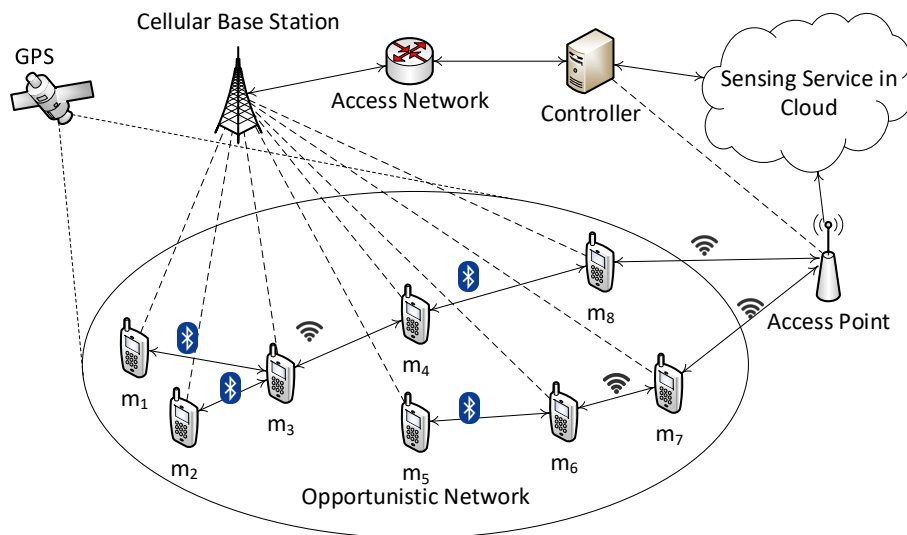 Cellular Base Station
GPS
Access Network
Controller
Sensing Service in
Cloud
Access Point
m₁
m₂
m₃
m₄
m₅
m₆
m₇
m₈
Opportunistic Network